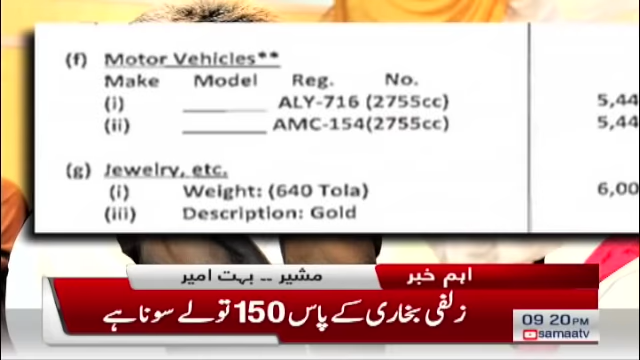 (f) Motor Vehicles**
Make Model Reg. No.
(i) ________ ALY-716 (2755cc) 5,44
(ii) ________ AMC-154(2755cc) 5,44
(g) Jewelry, etc.
(i) Weight: (640 Tola) 6,00
(iii) Description: Gold
مشیر -- بہت امیر
اہم خبر
زلفی بخاری کے پاس 150 تولے سونا ہے
09 20 PM
samaatv